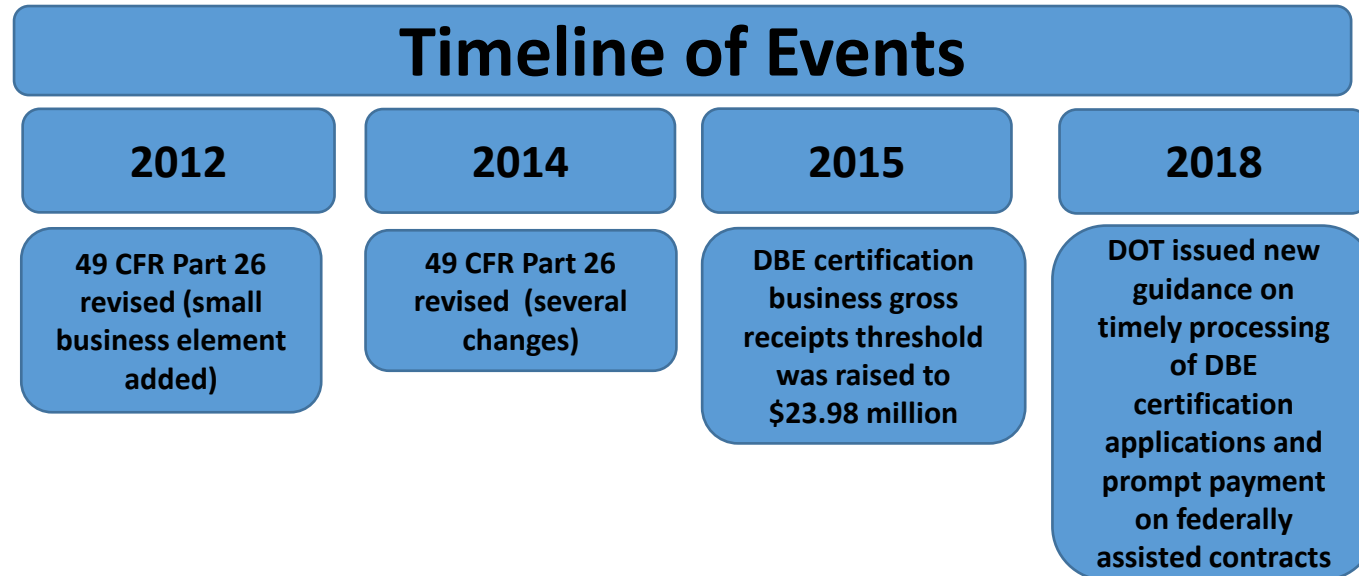 Timeline of Events
2012
2014
2015
2018
49 CFR Part 26
revised (small
business element
added)
49 CFR Part 26
revised  (several
changes)
DBE certification
business gross
receipts threshold
was raised to
$23.98 million
DOT issued new
guidance on
timely processing
of DBE
certification
applications and
prompt payment
on federally
assisted contracts